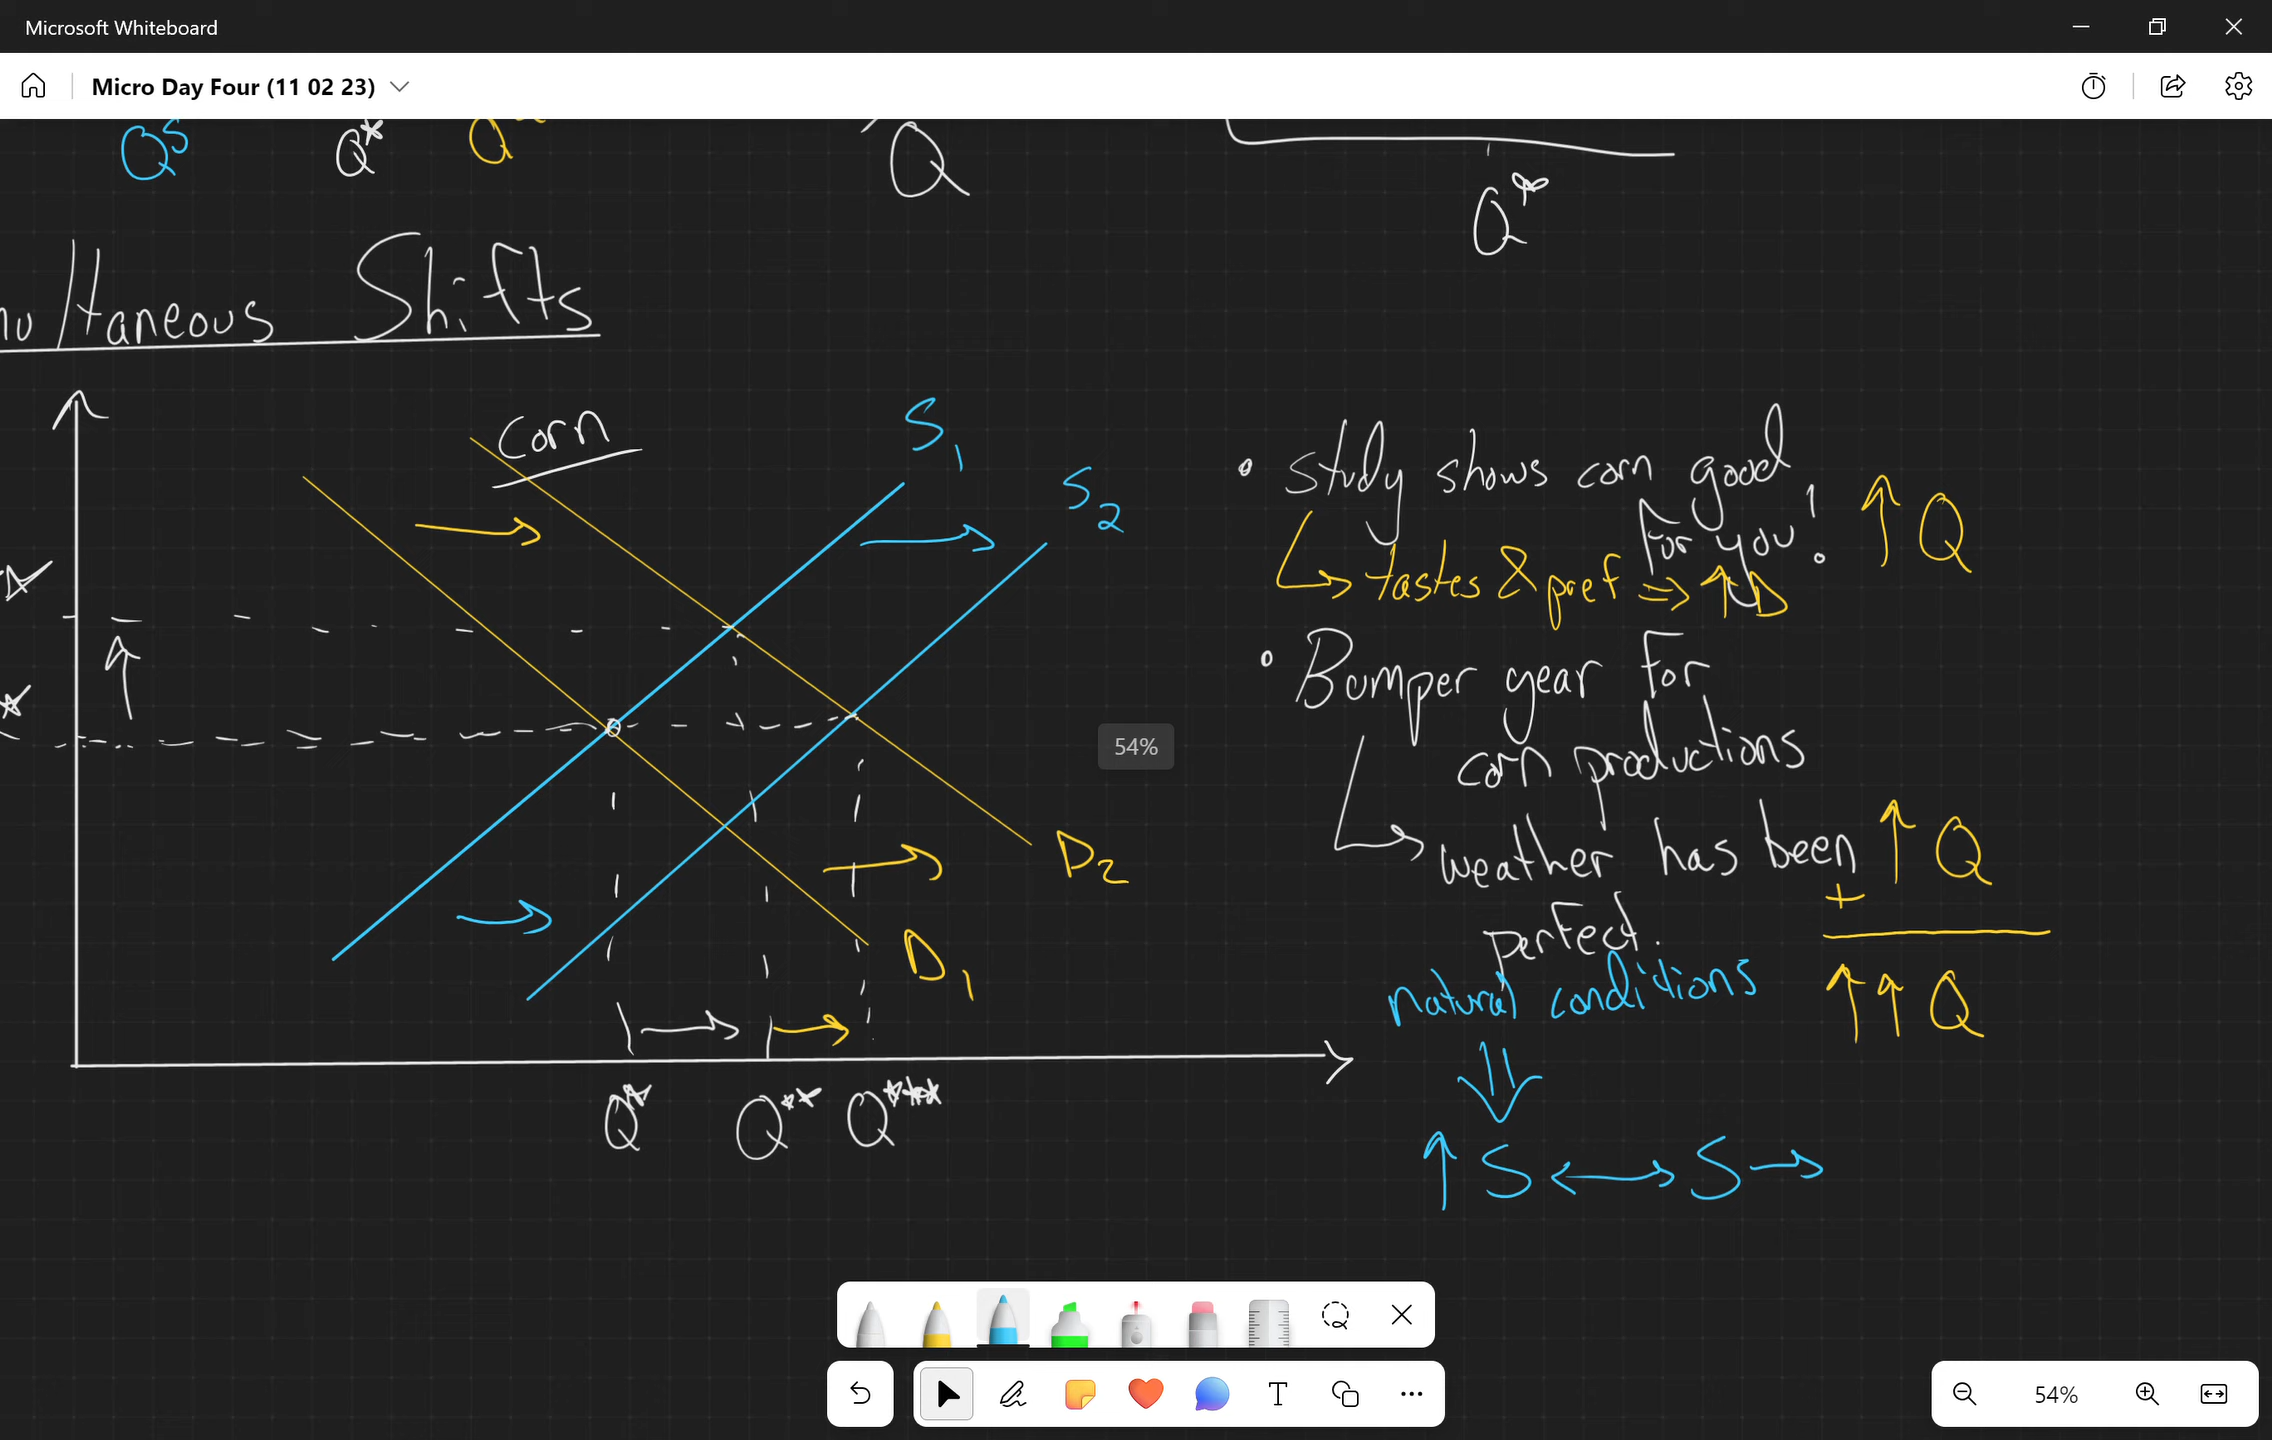 Microsoft Whiteboard
Micro Day Four (11 02 23)
Q^S Q* Q
Q
Q*
ltaneous Shifts
Corn
S₁
S₂
D₂
D₁
Q* Q** Q***
• Study shows corn good
for you!
↳ tastes & pref => ↑D
↑ Q
• Bumper year for
corn productions
↳ weather has been
perfect.
↑ Q
+
↑↑ Q
natural conditions
⇓
↑ S ↔ S →
54%
T
54%